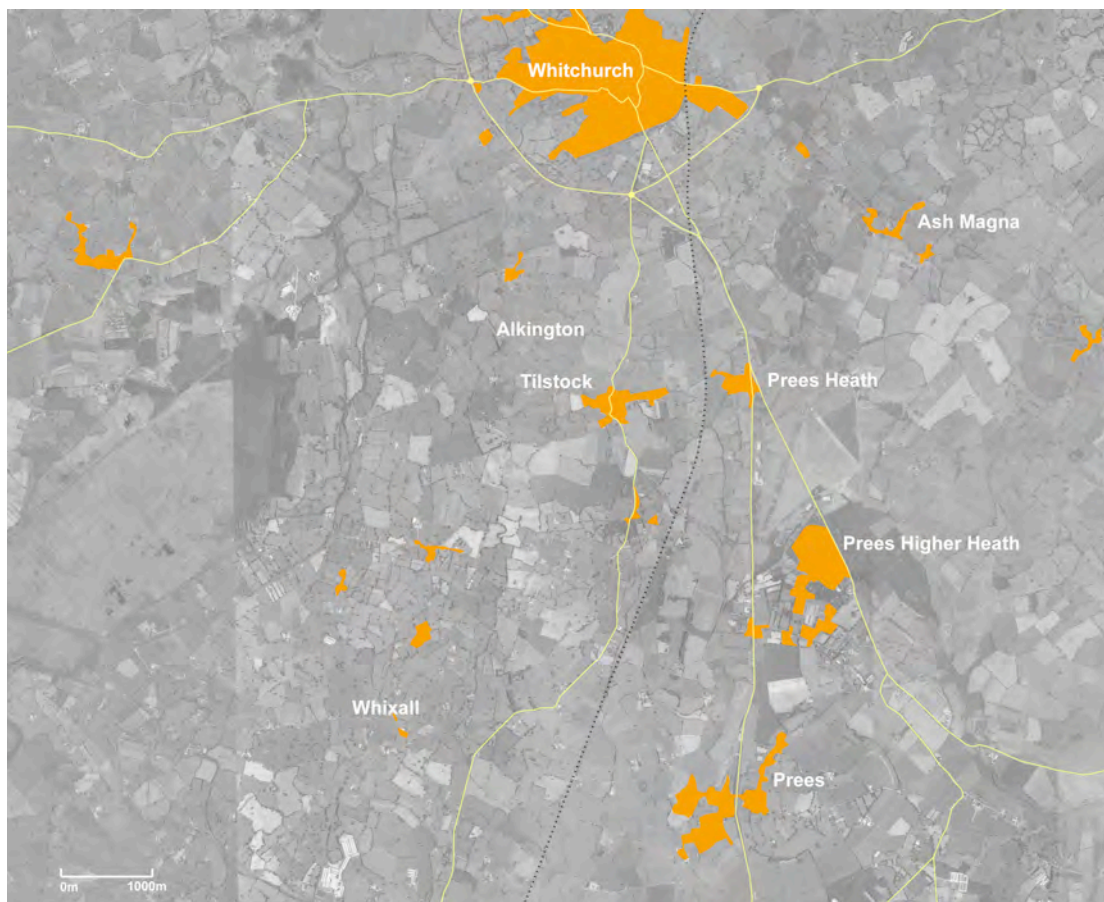 Whitchurch
Ash Magna
Alkington
Tilstock
Prees Heath
Prees Higher Heath
Whixall
Prees
0m 1000m